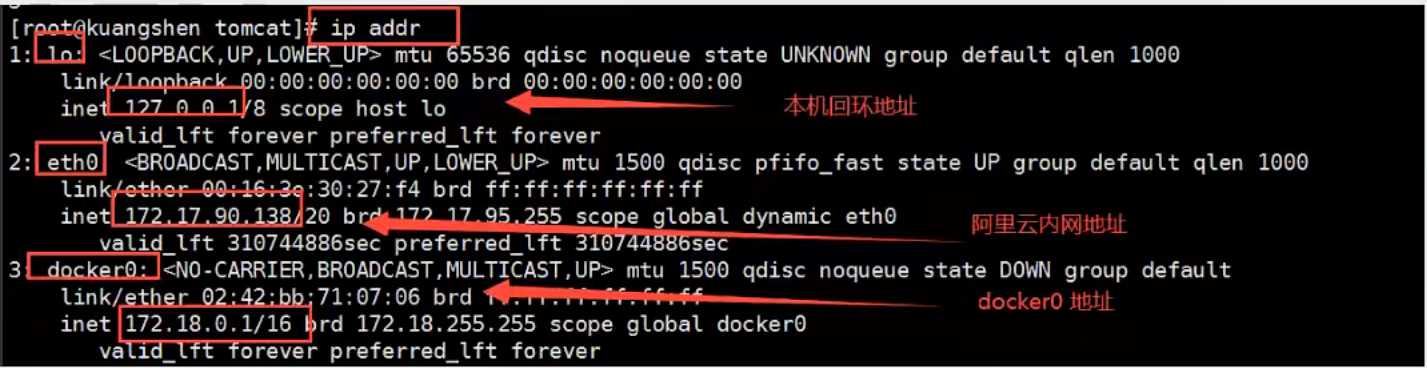 [root@kuangshen tomcat]# ip addr
1: lo: <LOOPBACK,UP,LOWER_UP> mtu 65536 qdisc noqueue state UNKNOWN group default qlen 1000
link/loopback 00:00:00:00:00:00 brd 00:00:00:00:00:00
inet 127.0.0.1/8 scope host lo
本机回环地址
valid_lft forever preferred_lft forever
2: eth0 <BROADCAST,MULTICAST,UP,LOWER_UP> mtu 1500 qdisc pfifo_fast state UP group default qlen 1000
link/ether 00:16:3e:30:27:f4 brd ff:ff:ff:ff:ff:ff
inet 172.17.90.138/20 brd 172.17.95.255 scope global dynamic eth0
阿里云内网地址
valid_lft 310744886sec preferred_lft 310744886sec
3: docker0: <NO-CARRIER,BROADCAST,MULTICAST,UP> mtu 1500 qdisc noqueue state DOWN group default
link/ether 02:42:bb:71:07:06 brd ff:ff:ff:ff:ff:ff
docker0 地址
inet 172.18.0.1/16 brd 172.18.255.255 scope global docker0
valid_lft forever preferred_lft forever